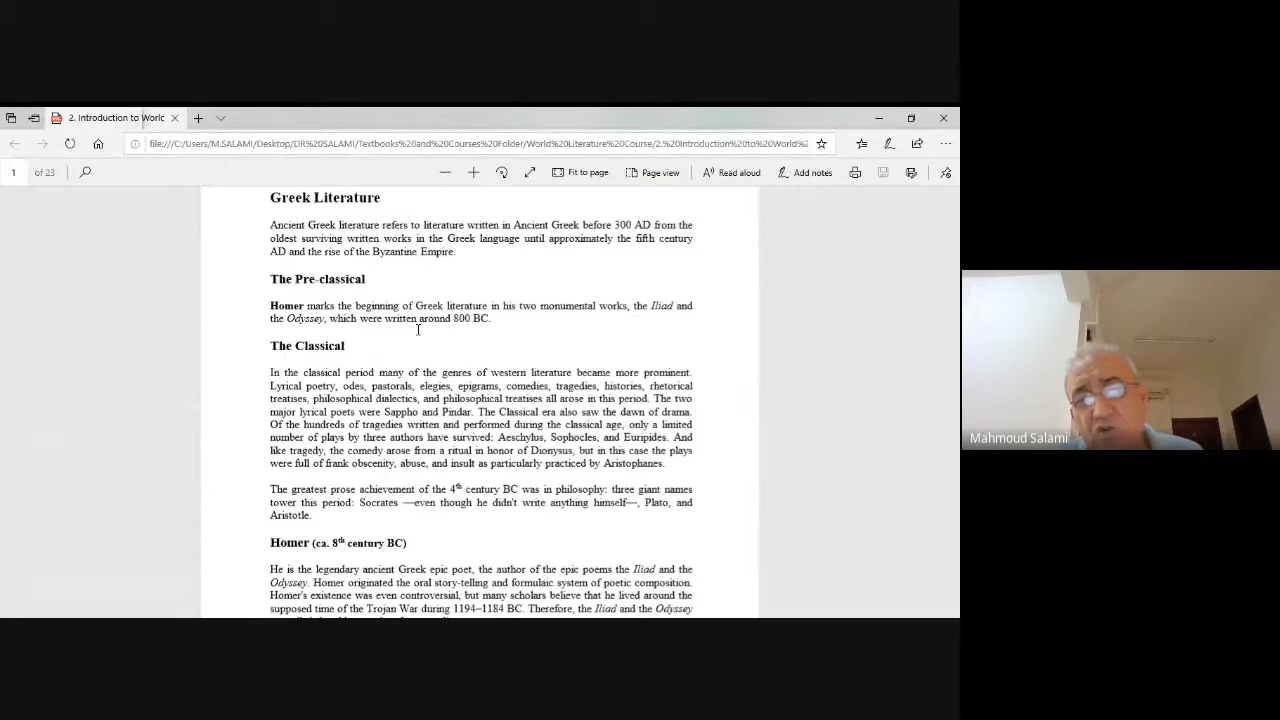 2. Introduction to Worlc
file:///C:/Users/M.SALAMI/Desktop/DR%20SALAMI/Textbooks%20and%20Courses%20Folder/World%20Literature%20Course/2.%20Introduction%20to%20World%2
1 of 23
Fit to page
Page view
Read aloud
Add notes
Greek Literature
Ancient Greek literature refers to literature written in Ancient Greek before 300 AD from the
oldest surviving written works in the Greek language until approximately the fifth century
AD and the rise of the Byzantine Empire.
The Pre-classical
Homer marks the beginning of Greek literature in his two monumental works, the Iliad and
the Odyssey, which were written around 800 BC.
The Classical
In the classical period many of the genres of western literature became more prominent.
Lyrical poetry, odes, pastorals, elegies, epigrams, comedies, tragedies, histories, rhetorical
treatises, philosophical dialectics, and philosophical treatises all arose in this period. The two
major lyrical poets were Sappho and Pindar. The Classical era also saw the dawn of drama.
Of the hundreds of tragedies written and performed during the classical age, only a limited
number of plays by three authors have survived: Aeschylus, Sophocles, and Euripides. And
like tragedy, the comedy arose from a ritual in honor of Dionysus, but in this case the plays
were full of frank obscenity, abuse, and insult as particularly practiced by Aristophanes.
The greatest prose achievement of the 4th century BC was in philosophy: three giant names
tower this period: Socrates —even though he didn't write anything himself—, Plato, and
Aristotle.
Homer (ca. 8th century BC)
He is the legendary ancient Greek epic poet, the author of the epic poems the Iliad and the
Odyssey. Homer originated the oral story-telling and formulaic system of poetic composition.
Homer's existence was even controversial, but many scholars believe that he lived around the
supposed time of the Trojan War during 1194–1184 BC. Therefore, the Iliad and the Odyssey
Mahmoud Salami